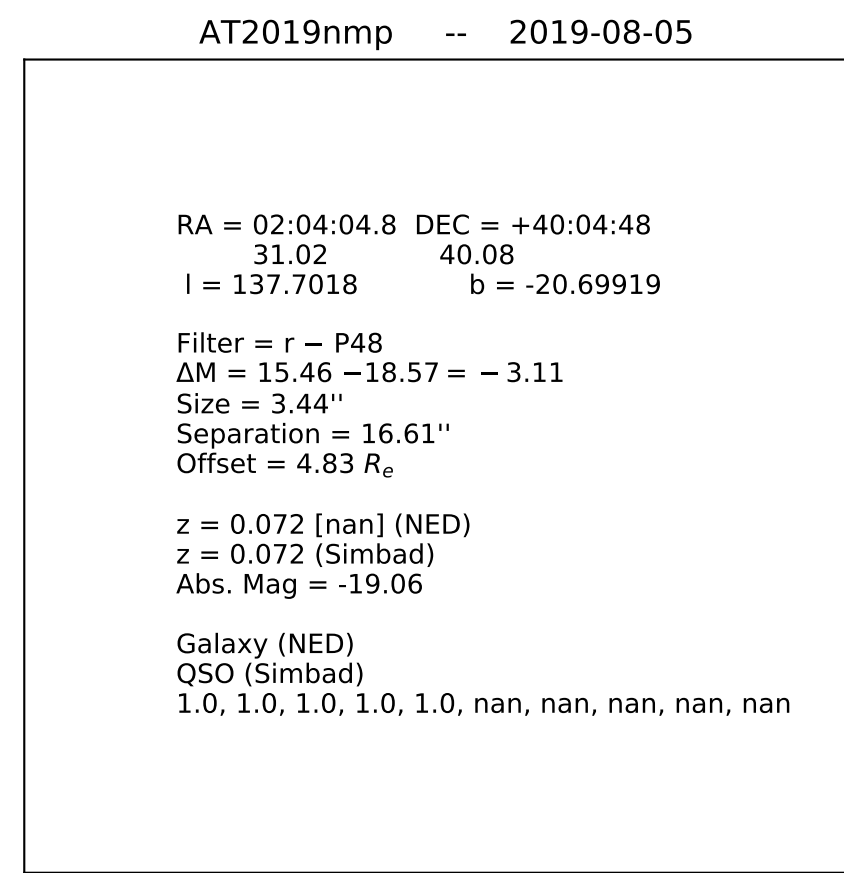 AT2019nmp -- 2019-08-05
RA = 02:04:04.8 DEC = +40:04:48
31.02 40.08
l = 137.7018 b = -20.69919
Filter = r − P48
ΔM = 15.46 −18.57 = −3.11
Size = 3.44''
Separation = 16.61''
Offset = 4.83 Re
z = 0.072 [nan] (NED)
z = 0.072 (Simbad)
Abs. Mag = -19.06
Galaxy (NED)
QSO (Simbad)
1.0, 1.0, 1.0, 1.0, 1.0, nan, nan, nan, nan, nan